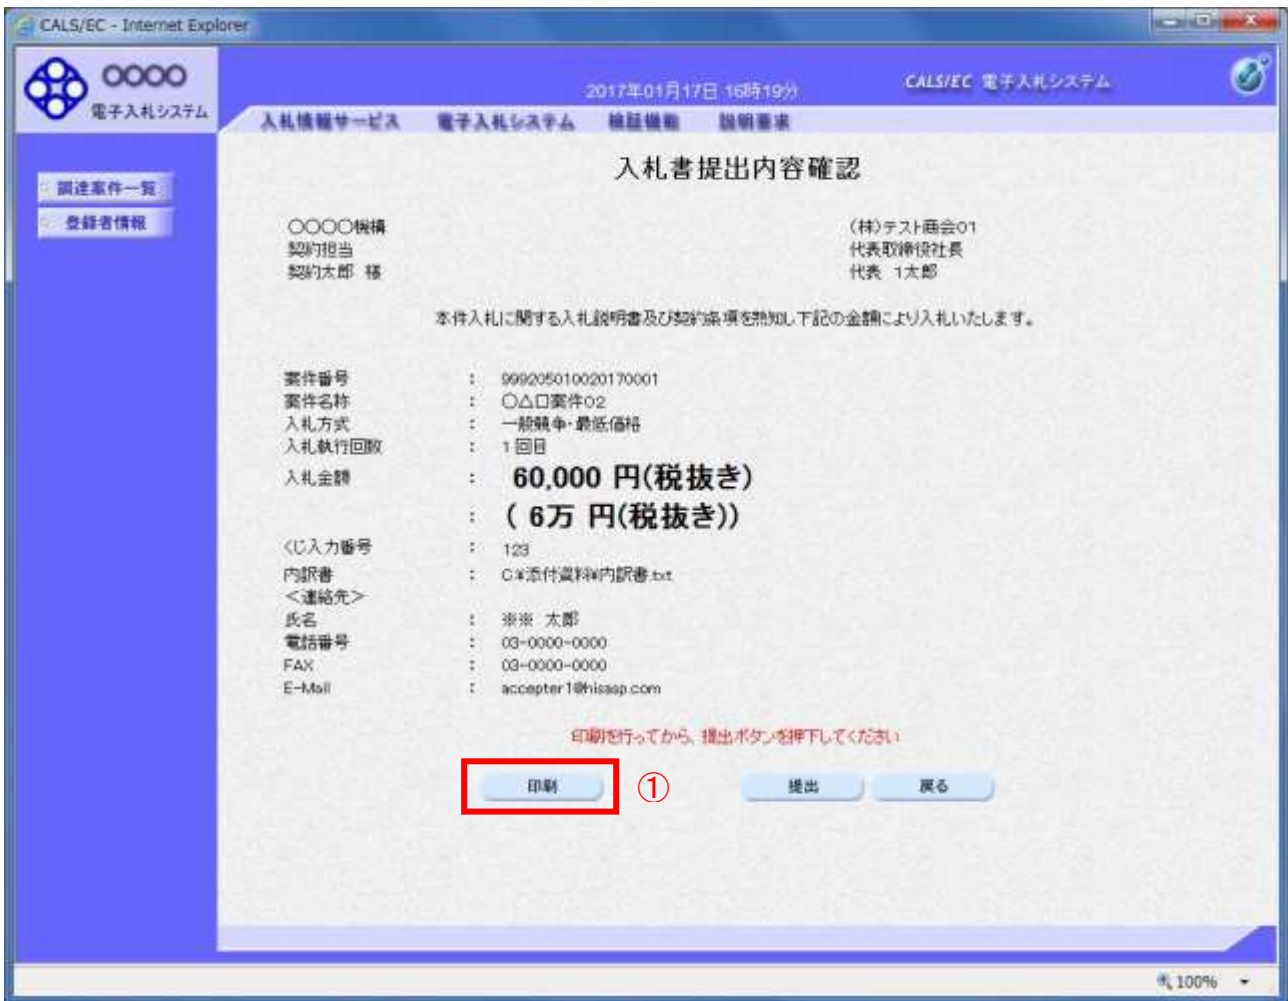 CALS/EC - Internet Explorer
〇〇〇〇
電子入札システム
2017年01月17日 16時19分
CALS/EC 電子入札システム
入札情報サービス 電子入札システム 検証機能 説明要求
調達案件一覧
登録者情報
入札書提出内容確認
〇〇〇〇機構
契約担当
契約太郎 様
(株)テスト商会01
代表取締役社長
代表 1太郎
本件入札に関する入札説明書及び契約条項を熟知し下記の金額により入札いたします。
案件番号 : 999205010020170001
案件名称 : 〇△口案件02
入札方式 : 一般競争・最低価格
入札執行回数 : 1回目
入札金額 : 60,000 円(税抜き)
: ( 6万 円(税抜き))
くじ入力番号 : 123
内訳書 : C:¥添付資料¥内訳書.txt
<連絡先>
氏名 : ※※ 太郎
電話番号 : 03-0000-0000
FAX : 03-0000-0000
E-Mail : accepter1@hisasp.com
印刷を行ってから、提出ボタンを押下してください
印刷 ① 提出 戻る
100%